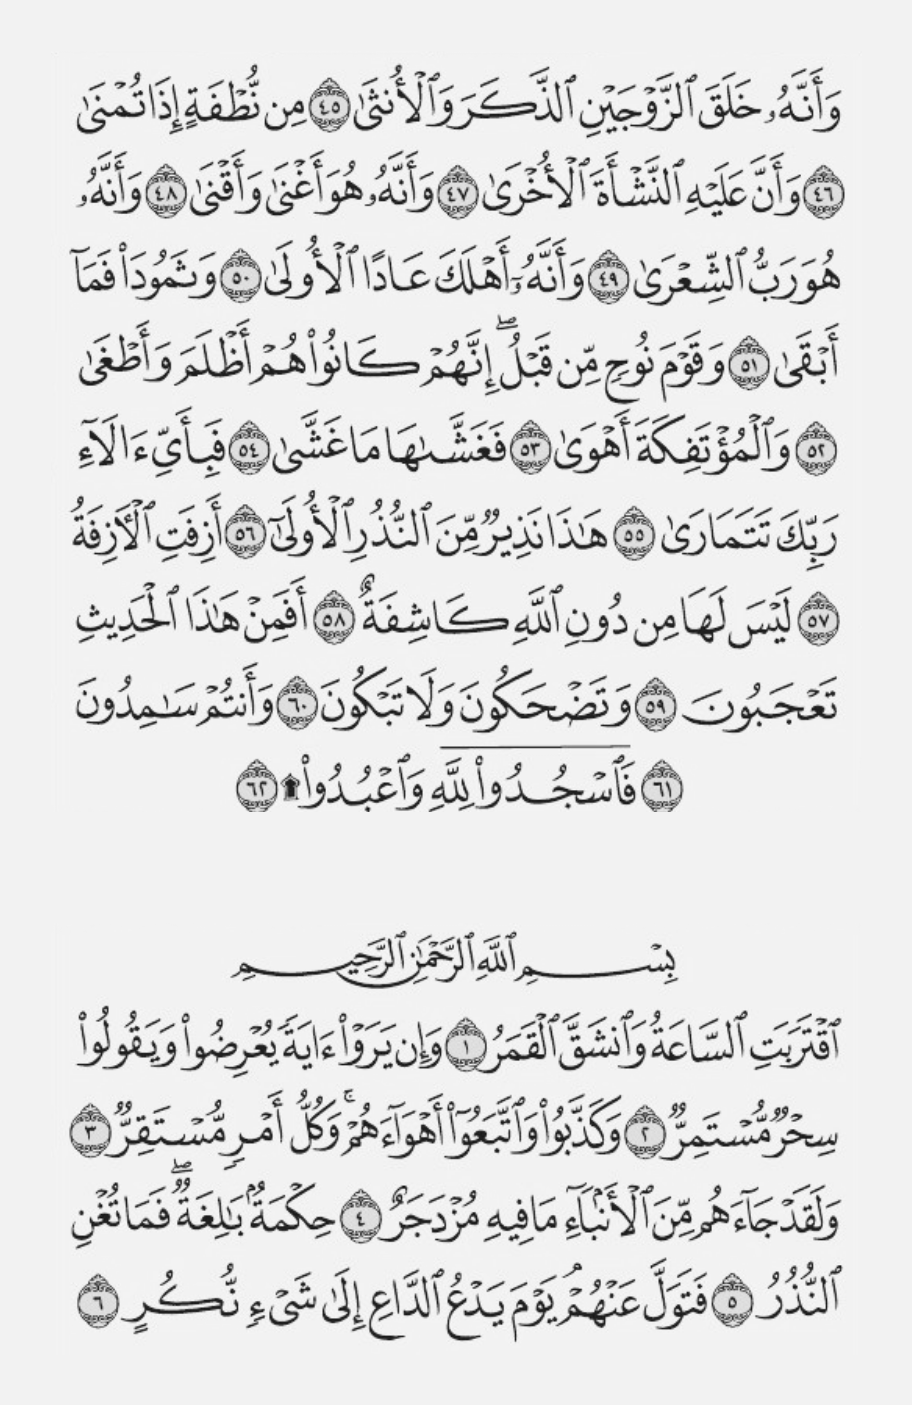 وَأَنَّهُۥ خَلَقَ ٱلزَّوۡجَيۡنِ ٱلذَّكَرَ وَٱلۡأُنثَىٰ ٤٥ مِن نُّطۡفَةٍ إِذَا تُمۡنَىٰ
٤٦ وَأَنَّ عَلَيۡهِ ٱلنَّشۡأَةَ ٱلۡأُخۡرَىٰ ٤٧ وَأَنَّهُۥ هُوَ أَغۡنَىٰ وَأَقۡنَىٰ ٤٨ وَأَنَّهُۥ
هُوَ رَبُّ ٱلشِّعۡرَىٰ ٤٩ وَأَنَّهُۥٓ أَهۡلَكَ عَادًا ٱلۡأُولَىٰ ٥٠ وَثَمُودَا۟ فَمَآ
أَبۡقَىٰ ٥١ وَقَوۡمَ نُوحٖ مِّن قَبۡلُۖ إِنَّهُمۡ كَانُوا۟ هُمۡ أَظۡلَمَ وَأَطۡغَىٰ
٥٢ وَٱلۡمُؤۡتَفِكَةَ أَهۡوَىٰ ٥٣ فَغَشَّىٰهَا مَا غَشَّىٰ ٥٤ فَبِأَيِّ ءَالَآءِ
رَبِّكَ تَتَمَارَىٰ ٥٥ هَٰذَا نَذِيرٞ مِّنَ ٱلنُّذُرِ ٱلۡأُولَىٰٓ ٥٦ أَزِفَتِ ٱلۡأٓزِفَةُ
٥٧ لَيۡسَ لَهَا مِن دُونِ ٱللَّهِ كَاشِفَةٌ ٥٨ أَفَمِنۡ هَٰذَا ٱلۡحَدِيثِ
تَعۡجَبُونَ ٥٩ وَتَضۡحَكُونَ وَلَا تَبۡكُونَ ٦٠ وَأَنتُمۡ سَٰمِدُونَ
٦١ فَٱسۡجُدُوا۟ لِلَّهِ وَٱعۡبُدُوا۟ ۩ ٦٢
بِسۡمِ ٱللَّهِ ٱلرَّحۡمَٰنِ ٱلرَّحِيمِ
ٱقۡتَرَبَتِ ٱلسَّاعَةُ وَٱنشَقَّ ٱلۡقَمَرُ ١ وَإِن يَرَوۡا۟ ءَايَةٗ يُعۡرِضُوا۟ وَيَقُولُوا۟
سِحۡرٞ مُّسۡتَمِرّٞ ٢ وَكَذَّبُوا۟ وَٱتَّبَعُوٓا۟ أَهۡوَآءَهُمۡۚ وَكُلُّ أَمۡرٖ مُّسۡتَقِرّٞ ٣
وَلَقَدۡ جَآءَهُم مِّنَ ٱلۡأَنۢبَآءِ مَا فِيهِ مُزۡدَجَرٌ ٤ حِكۡمَةُۢ بَٰلِغَةٞۖ فَمَا تُغۡنِ
ٱلنُّذُرُ ٥ فَتَوَلَّ عَنۡهُمۡۘ يَوۡمَ يَدۡعُ ٱلدَّاعِ إِلَىٰ شَيۡءٖ نُّكُرٍ ٦